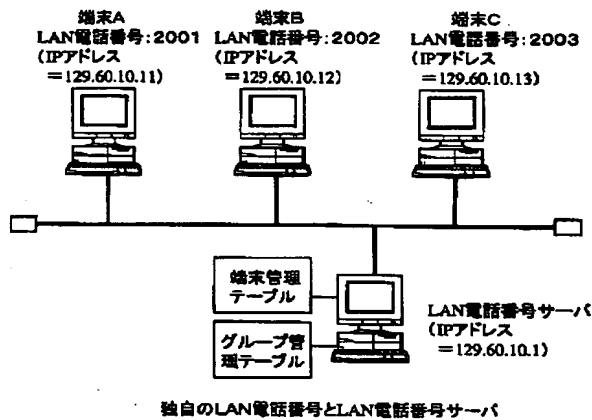 端末A
LAN電話番号:2001
(IPアドレス
=129.60.10.11)
端末B
LAN電話番号:2002
(IPアドレス
=129.60.10.12)
端末C
LAN電話番号:2003
(IPアドレス
=129.60.10.13)
端末管理
テーブル
グループ管
理テーブル
LAN電話番号サーバ
(IPアドレス
=129.60.10.1)
独自のLAN電話番号とLAN電話番号サーバ